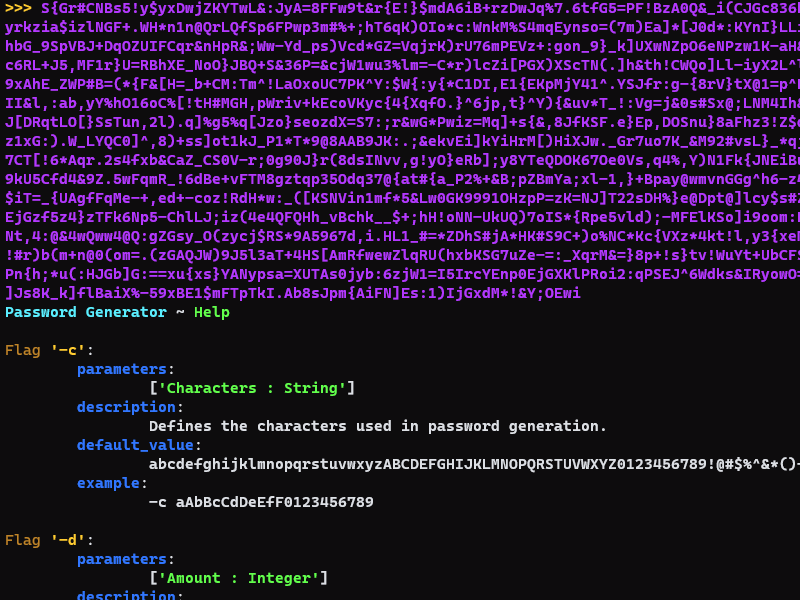 >>> S{Gr#CNBs5!y$yxDwjZKYTwL&:JyA=8FFw9t&r{E!}$mdA6iB+rzDwJq%7.6tfG5=PF!BzA0Q&_i(CJGc836
yrkzia$izlNGF+.WH*n1n@QrLQfSp6FPwp3m#%+;hT6qK)OIo*c:WnkM%S4mqEynso=(7m)Ea]*[J0d*:KYnI}LL
hbG_9SpVBJ+DqOZUIFCqr&nHpR&;Ww-Yd_ps)Vcd*GZ=VqjrK)rU76mPEVz+:gon_9}_k]UXwNZpO6eNPzw1K-aH
c6RL+J5,MF1r}U=RBhXE_NoO}JBQ+S&36P=&cjW1wu3%lm=-C*r)lcZi[PGX)XScTN(.]h&th!CWQo]Ll-iyX2L^
9xAhE_ZWP#B=(*{F&[H=_b+CM:Tm^!LaOxoUC7PK^Y:$W{:y{*C1DI,E1{EKpMjY41^.YSJfr:g-{8rV}tX@1=p^
II&l,:ab,yY%hO16oC%[!tH#MGH,pWriv+kEcoVKyc{4{XqfO.}^6jp,t}^Y){&uv*T_!:Vg=j&0s#Sx@;LNM4Ih
J[DRqtLO[}SsTun,2l).q]%g5%q[Jzo}seozdX=S7:;r&wG*Pwiz=Mq]+s{&,8JfKSF.e}Ep,DOSnu}8aFhz3!Z$
z1xG:).W_LYQC0]^,8)+ss]ot1kJ_P1*T*9@8AAB9JK:.;&ekvEi]kYiHrM[)HiXJw._Gr7uo7K_&M92#vsL}_*q
7CT[!6*Aqr.2s4fxb&CaZ_CS0V-r;0g90J}r(8dsINvv,g!yO}eRb];y8YTeQDOK67Oe0Vs,q4%,Y)N1Fk{JNEiB
9kU5Cfd4&9Z.5wFqmR_!6dBe+vFTM8gztqp35Odq37@{at#{a_P2%+&B;pZBmYa;xl-1,}+Bpay@wmvnGGg^h6-z
$iT=_{UAgfFqMe-+,ed+-coz!RdH*w:_([KSNVin1mf*5&Lw0GK9991OHzpP=zK=NJ]T22sDH%}e@Dpt@]lcy$s#
EjGzf5z4}zTFk6Np5-ChlLJ;iz(4e4QFQHh_vBchk__$+;hH!oNN-UkUQ)7oIS*{Rpe5vld);-MFElKSo]i9oom:
Nt,4:@&4wQww4@Q:gZGsy_O(zycj$RS*9A5967d,i.HL1_#=*ZDhS#jA*HK#S9C+)o%NC*Kc{VXz*4kt!l,y3{xe
!#r)b(m+n@0(om=.(zGAQJW)9J5l3aT+4HS[AmRfwewZlqRU(hxbKSG7uZe-=:_XqrM&=}8p+!s}tv!WuYt+UbCF
Pn{h;*u(:HJGb]G:==xu{xs}YANypsa=XUTAs0jyb:6zjW1=I5IrcYEnp0EjGXKlPRoi2:qPSEJ^6Wdks&IRyowO
]Js8K_k]flBaiX%-59xBE1$mFTpTkI.Ab8sJpm{AiFN]Es:1)IjGxdM*!&Y;OEwi
Password Generator ~ Help
Flag '-c':
parameters:
['Characters : String']
description:
Defines the characters used in password generation.
default_value:
abcdefghijklmnopqrstuvwxyzABCDEFGHIJKLMNOPQRSTUVWXYZ0123456789!@#$%^&*()
example:
-c aAbBcCdDeEfF0123456789
Flag '-d':
parameters:
['Amount : Integer']
description: